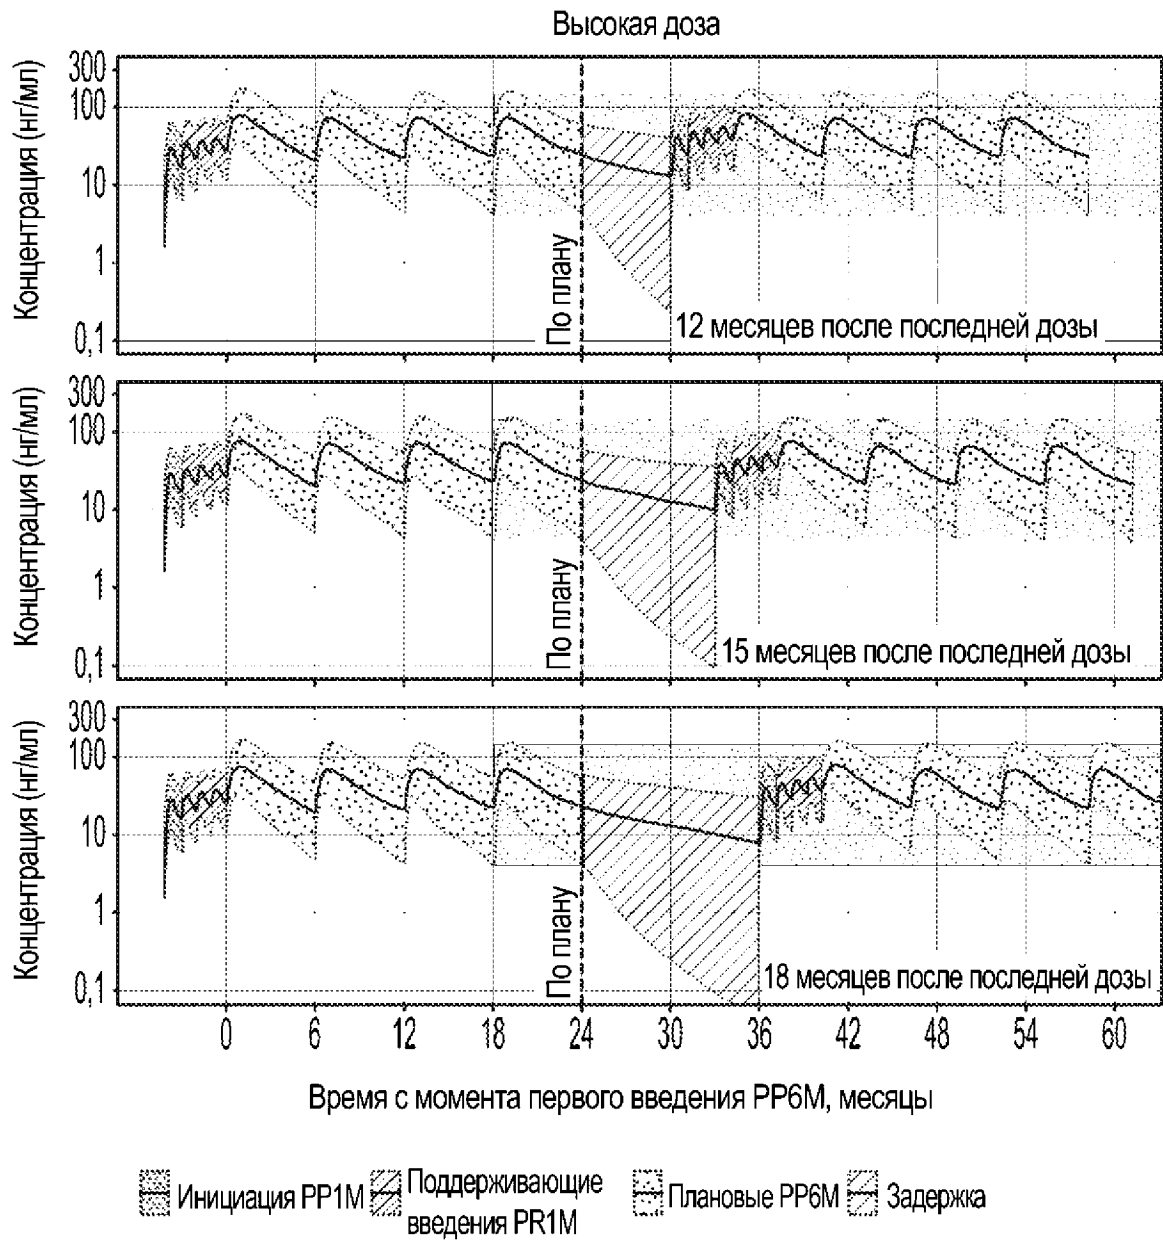 Высокая доза
Концентрация (нг/мл)
300
100
10
1
0,1
По плану
12 месяцев после последней дозы
Концентрация (нг/мл)
300
100
10
1
0,1
По плану
15 месяцев после последней дозы
Концентрация (нг/мл)
300
100
10
1
0,1
По плану
18 месяцев после последней дозы
0 6 12 18 24 30 36 42 48 54 60
Время с момента первого введения PP6M, месяцы
Инициация PP1M
Поддерживающие
введения PR1M
Плановые PP6M
Задержка